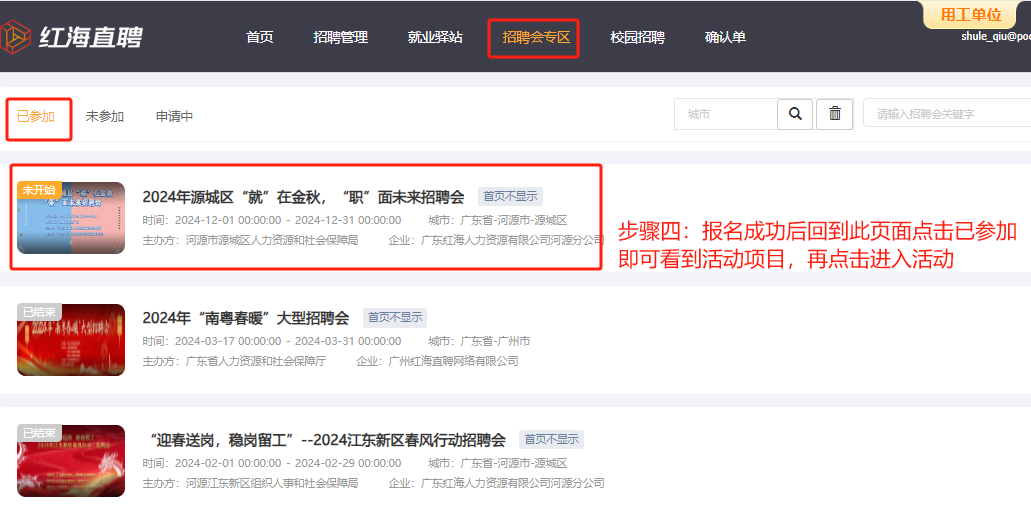 用工单位
红海直聘
首页 招聘管理 就业驿站 招聘会专区 校园招聘 确认单
shule_qiu@po
已参加 未参加 申请中
城市
请输入招聘会关键字
未开始
2024年源城区“就”在金秋，“职”面未来招聘会 首页不显示
时间：2024-12-01 00:00:00 - 2024-12-31 00:00:00 城市：广东省-河源市-源城区
主办方：河源市源城区人力资源和社会保障局 企业：广东红海人力资源有限公司河源分公司
步骤四：报名成功后回到此页面点击已参加
即可看到活动项目，再点击进入活动
已结束
2024年“南粤春暖”大型招聘会 首页不显示
时间：2024-03-17 00:00:00 - 2024-03-31 00:00:00 城市：广东省-广州市
主办方：广东省人力资源和社会保障厅 企业：广州红海直聘网络有限公司
已结束
“迎春送岗，稳岗留工”--2024江东新区春风行动招聘会 首页不显示
时间：2024-02-01 00:00:00 - 2024-02-29 00:00:00 城市：广东省-河源市-源城区
主办方：河源江东新区组织人事和社会保障局 企业：广东红海人力资源有限公司河源分公司